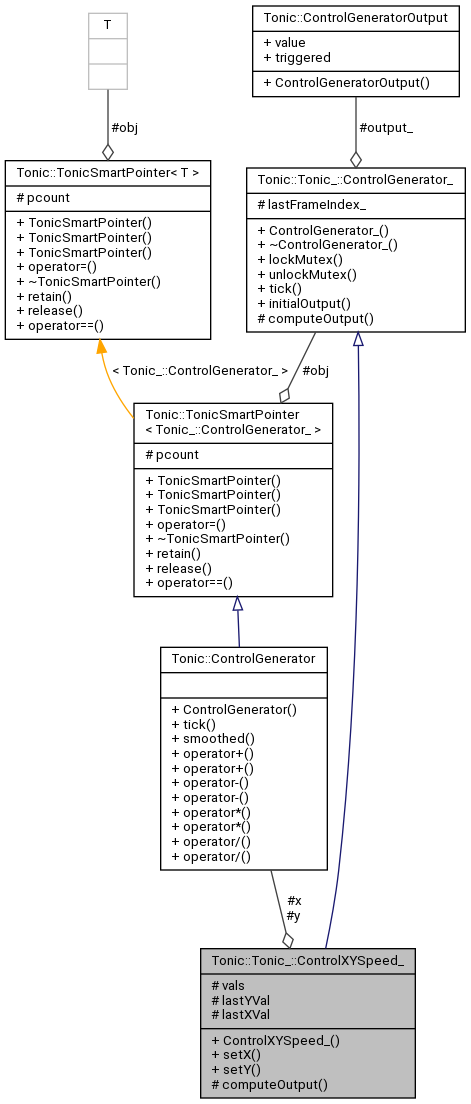 T
#obj
Tonic::ControlGeneratorOutput
+ value
+ triggered
+ ControlGeneratorOutput()
#output_
Tonic::TonicSmartPointer< T >
# pcount
+ TonicSmartPointer()
+ TonicSmartPointer()
+ TonicSmartPointer()
+ operator=()
+ ~TonicSmartPointer()
+ retain()
+ release()
+ operator==()
Tonic::Tonic_::ControlGenerator_
# lastFrameIndex_
+ ControlGenerator_()
+ ~ControlGenerator_()
+ lockMutex()
+ unlockMutex()
+ tick()
+ initialOutput()
# computeOutput()
< Tonic_::ControlGenerator_ >
#obj
Tonic::TonicSmartPointer
< Tonic_::ControlGenerator_ >
# pcount
+ TonicSmartPointer()
+ TonicSmartPointer()
+ TonicSmartPointer()
+ operator=()
+ ~TonicSmartPointer()
+ retain()
+ release()
+ operator==()
Tonic::ControlGenerator
+ ControlGenerator()
+ tick()
+ smoothed()
+ operator+()
+ operator+()
+ operator-()
+ operator-()
+ operator*()
+ operator*()
+ operator/()
+ operator/()
#x
#y
Tonic::Tonic_::ControlXYSpeed_
# vals
# lastYVal
# lastXVal
+ ControlXYSpeed_()
+ setX()
+ setY()
# computeOutput()